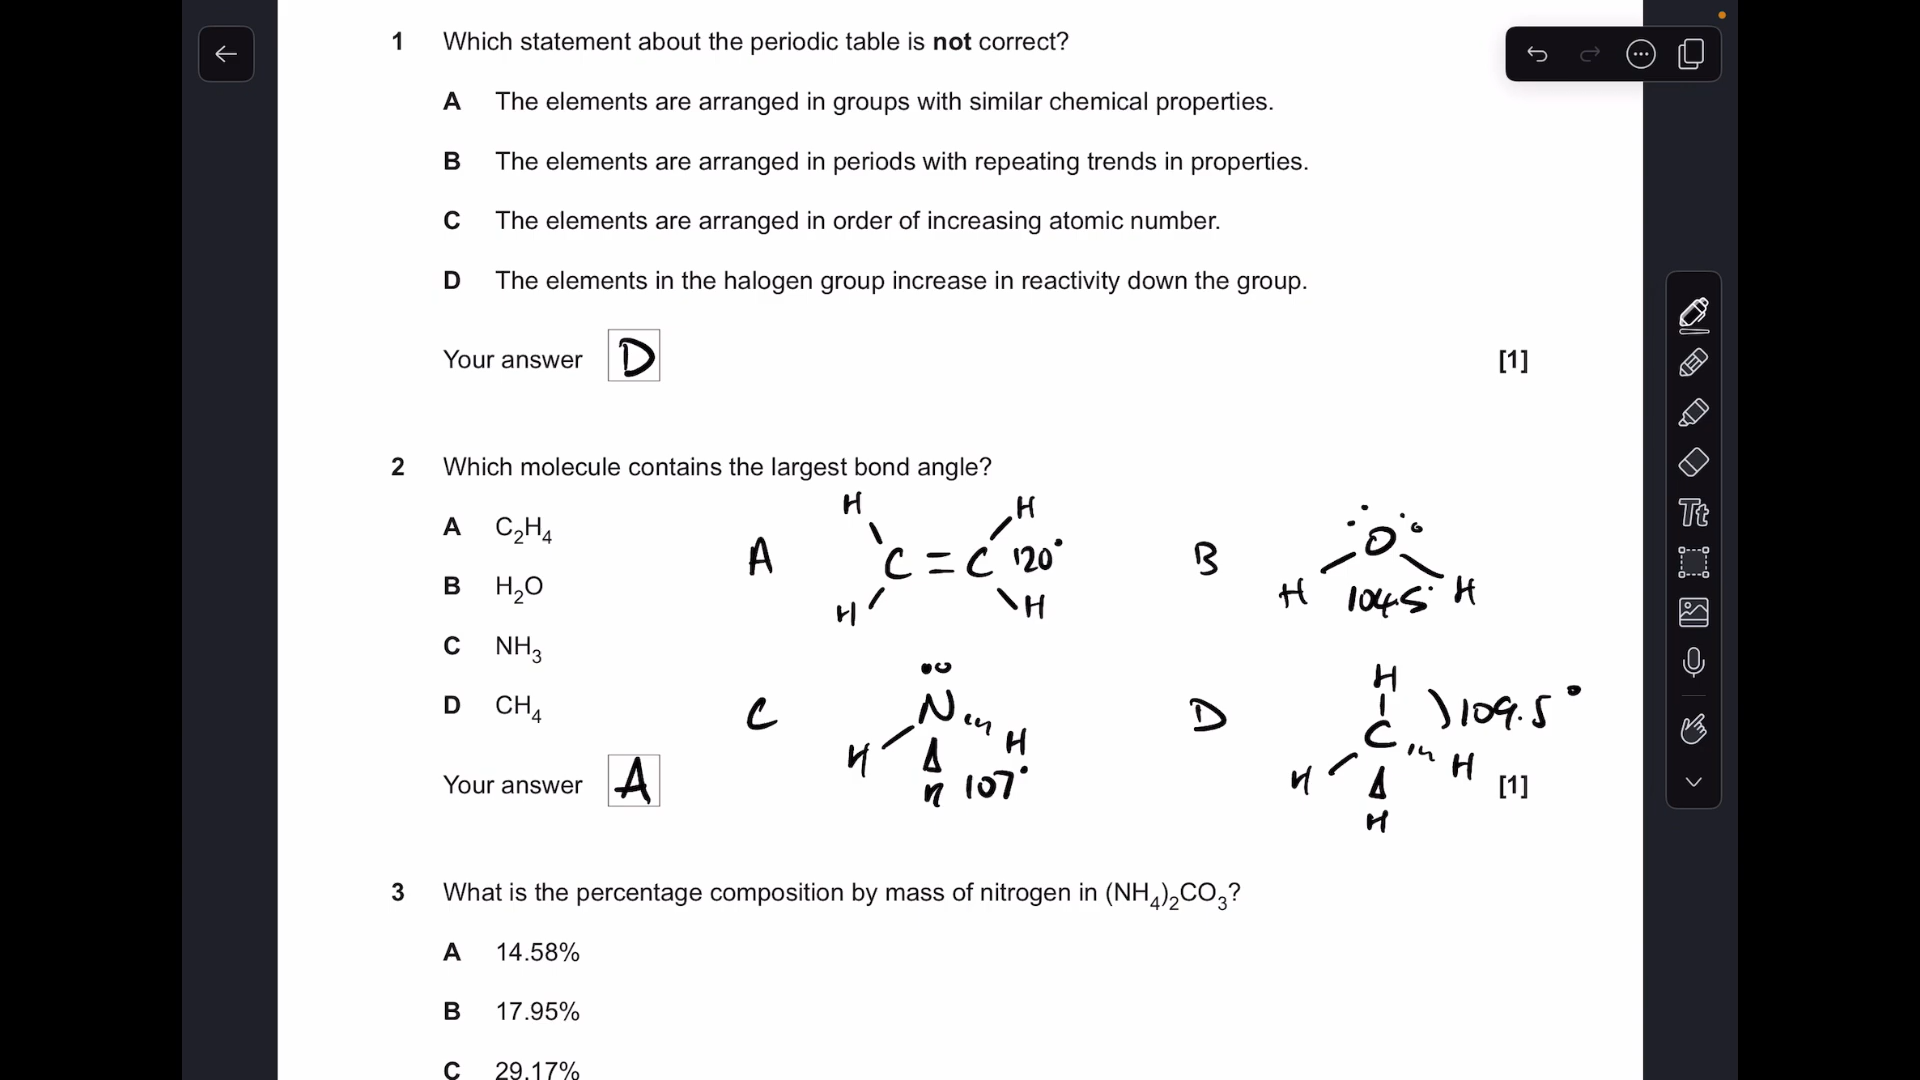 1 Which statement about the periodic table is not correct?
A The elements are arranged in groups with similar chemical properties.
B The elements are arranged in periods with repeating trends in properties.
C The elements are arranged in order of increasing atomic number.
D The elements in the halogen group increase in reactivity down the group.
Your answer D [1]
2 Which molecule contains the largest bond angle?
A C₂H₄
B H₂O
C NH₃
D CH₄
Your answer A [1]
A
H H
C = C 120°
H H
B
O
H 104.5° H
C
N
H H
H 107°
D
H
C 109.5°
H H
H
3 What is the percentage composition by mass of nitrogen in (NH₄)₂CO₃?
A 14.58%
B 17.95%
C 29.17%
Tt